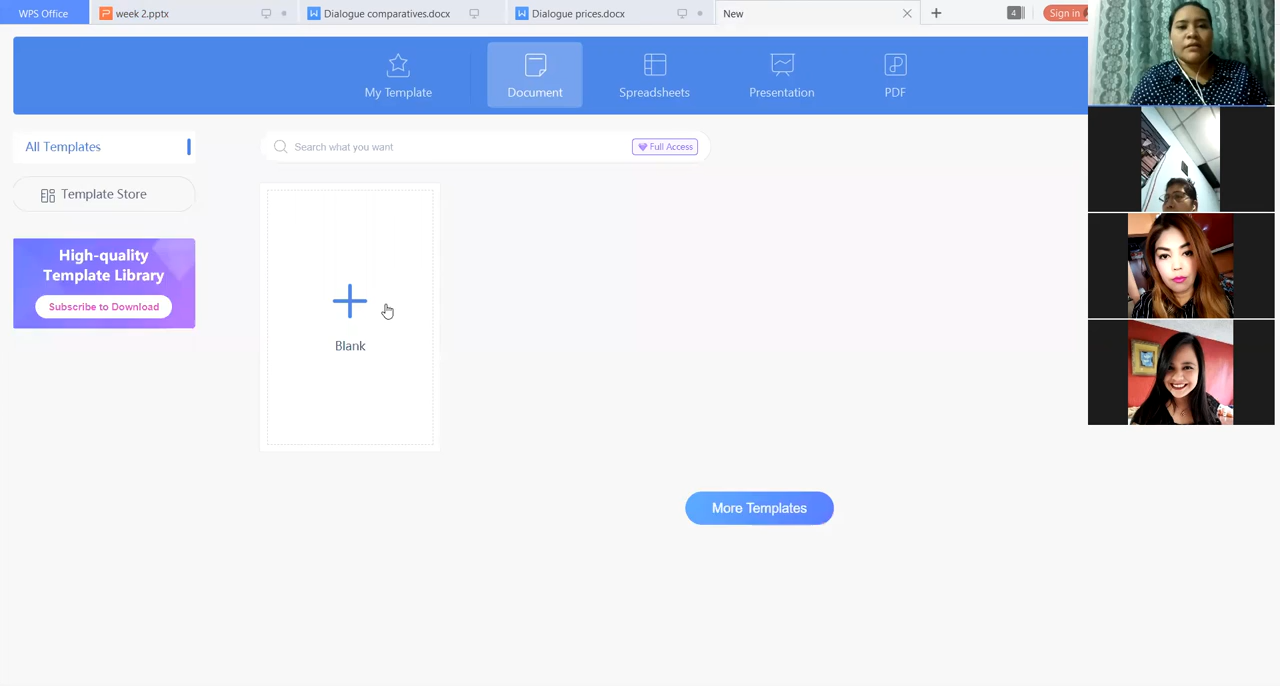 WPS Office
week 2.pptx
Dialogue comparatives.docx
Dialogue prices.docx
New
4
Sign in
My Template
Document
Spreadsheets
Presentation
PDF
All Templates
Search what you want
Full Access
Template Store
High-quality
Template Library
Subscribe to Download
Blank
More Templates